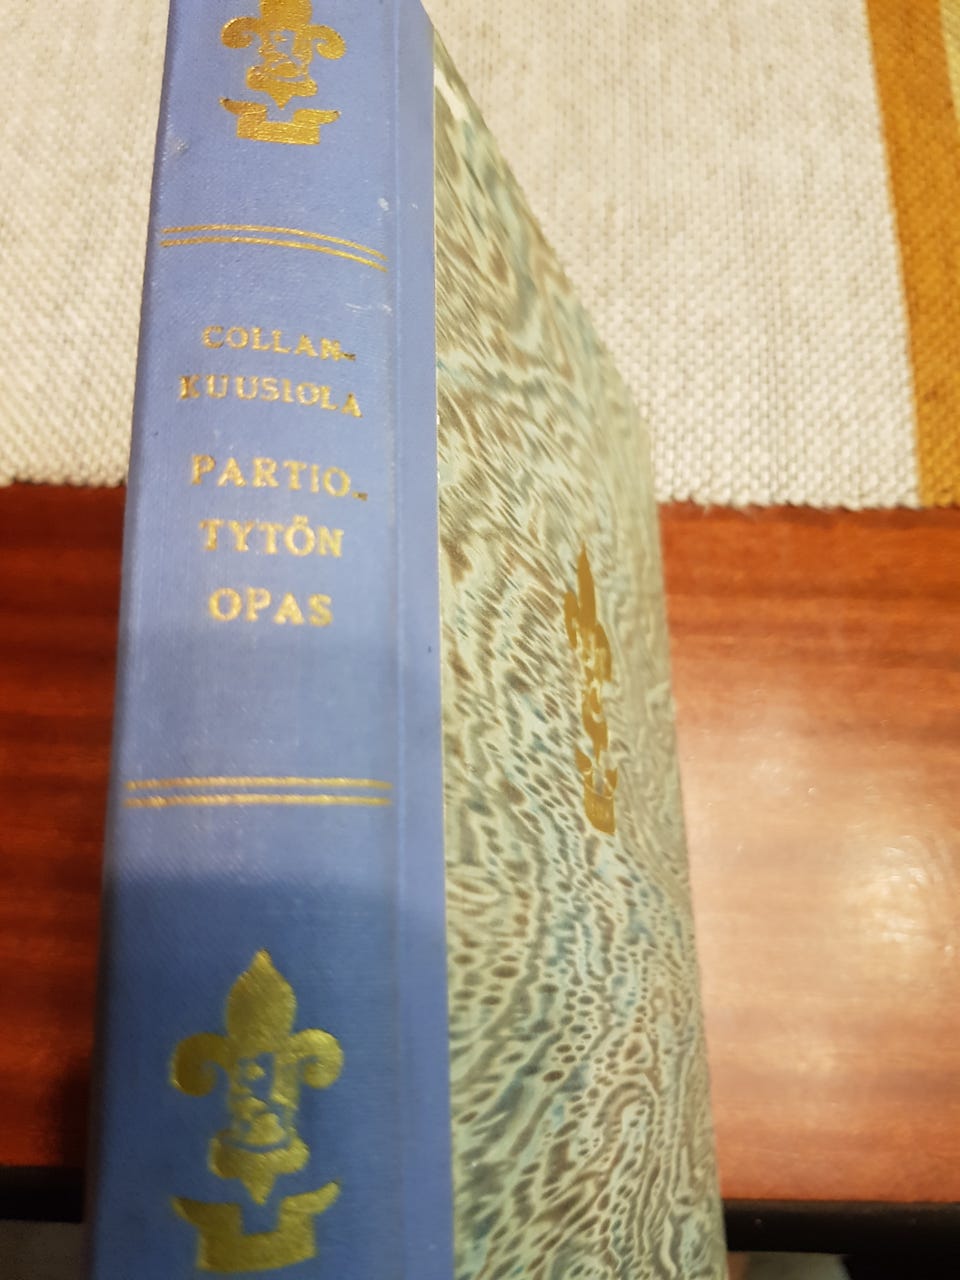 COLLAN-
KUUSIOLA
PARTIO-
TYTÖN
OPAS